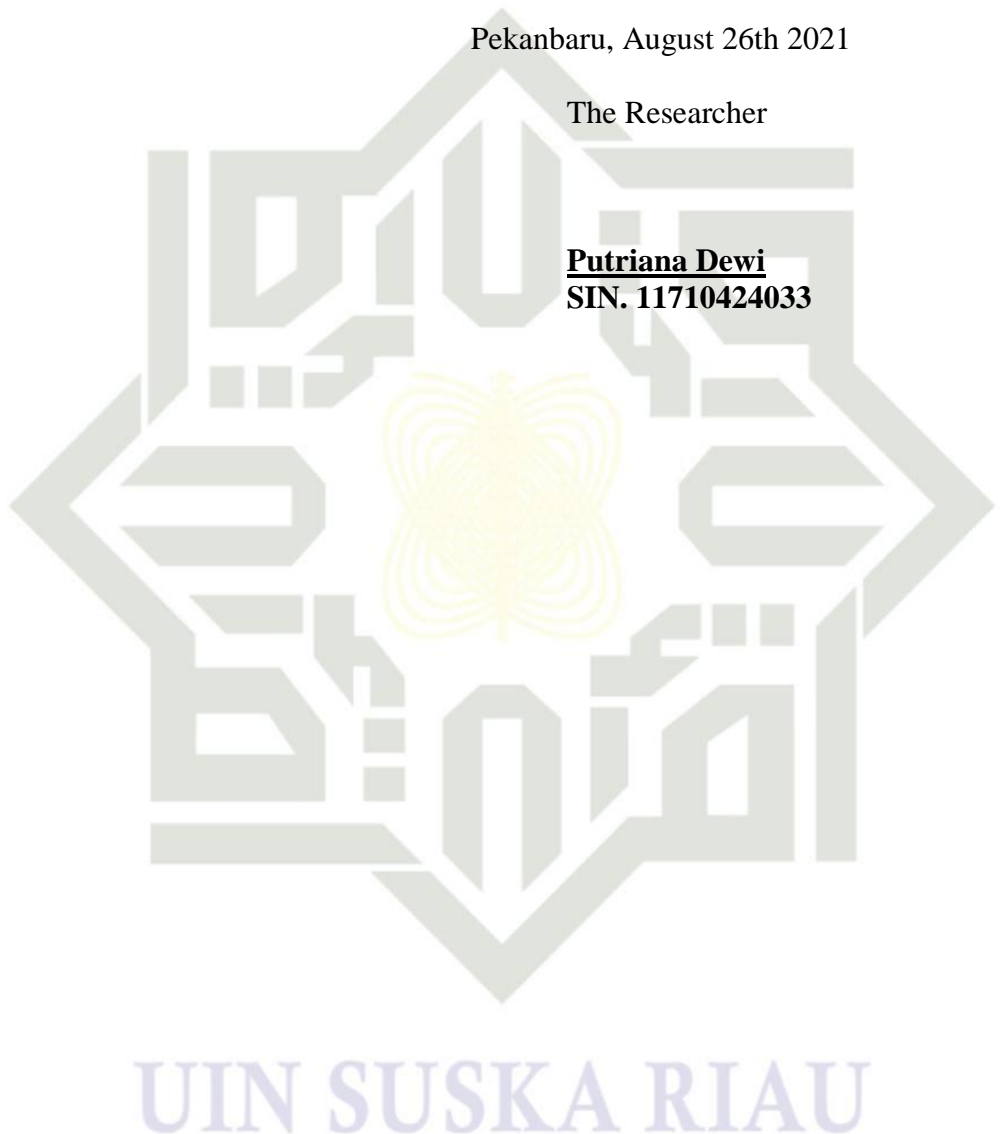 Pekanbaru, August 26th 2021
The Researcher
Putriana Dewi
SIN. 11710424033
UIN SUSKA RIAU